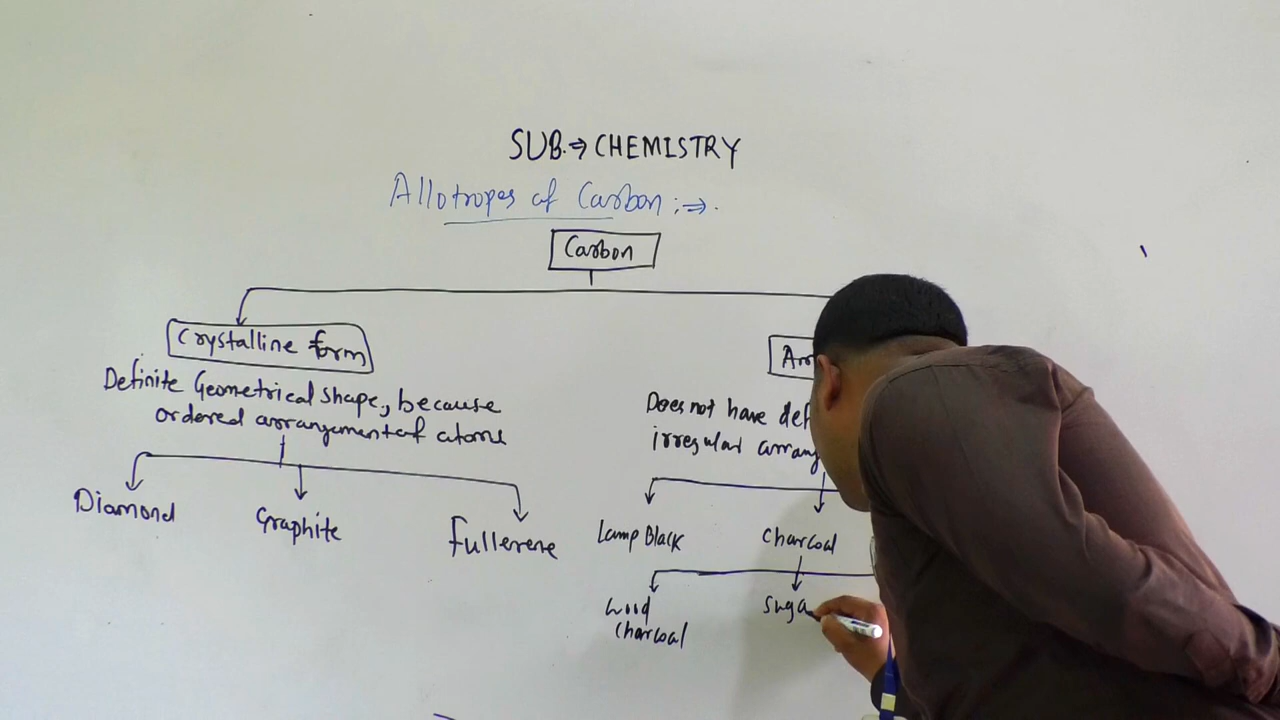 SUB. ⇒ CHEMISTRY
Allotropes of Carbon :⇒.
Carbon
Crystalline form
Definite Geometrical shape, because
ordered arrangement of atoms
Diamond
Graphite
Fullerene
Does not have def
irregular arrang
Lamp Black
Charcoal
Wood
Charcoal
Suga